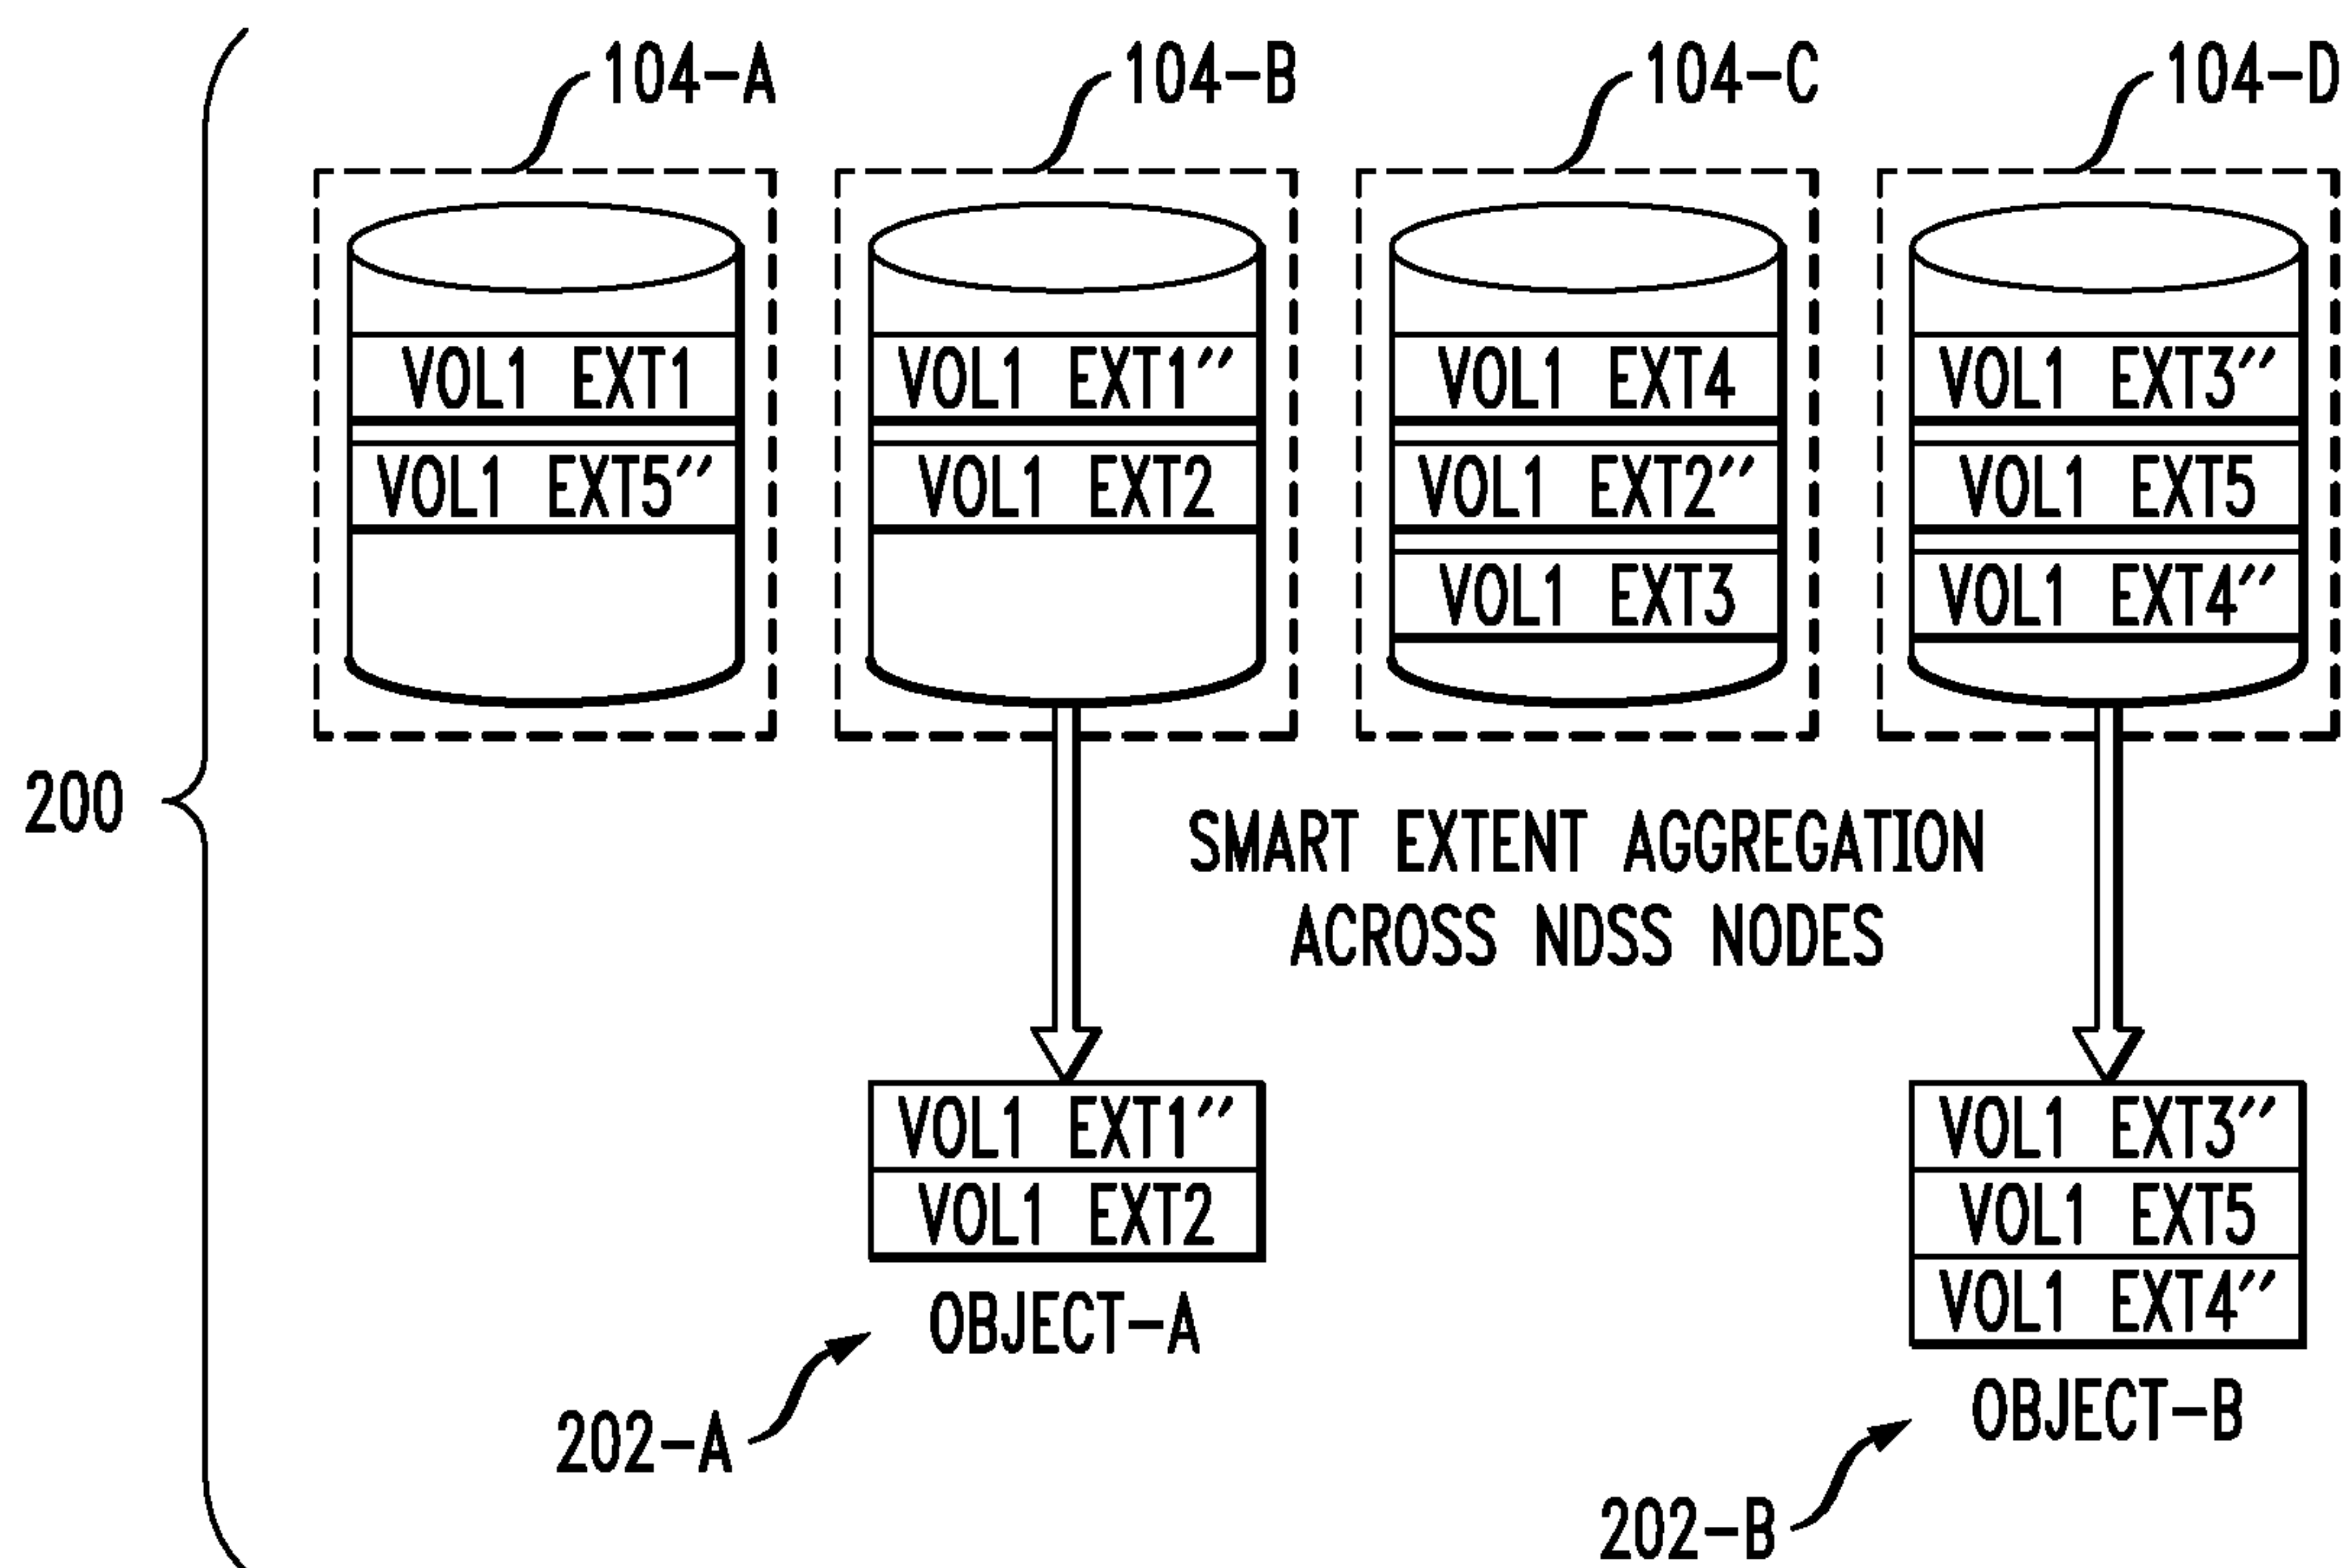 104-A
104-B
104-C
104-D
VOL1 EXT1
VOL1 EXT5″
VOL1 EXT1″
VOL1 EXT2
VOL1 EXT4
VOL1 EXT2″
VOL1 EXT3
VOL1 EXT3″
VOL1 EXT5
VOL1 EXT4″
200
SMART EXTENT AGGREGATION
ACROSS NDSS NODES
VOL1 EXT1″
VOL1 EXT2
OBJECT-A
202-A
VOL1 EXT3″
VOL1 EXT5
VOL1 EXT4″
OBJECT-B
202-B